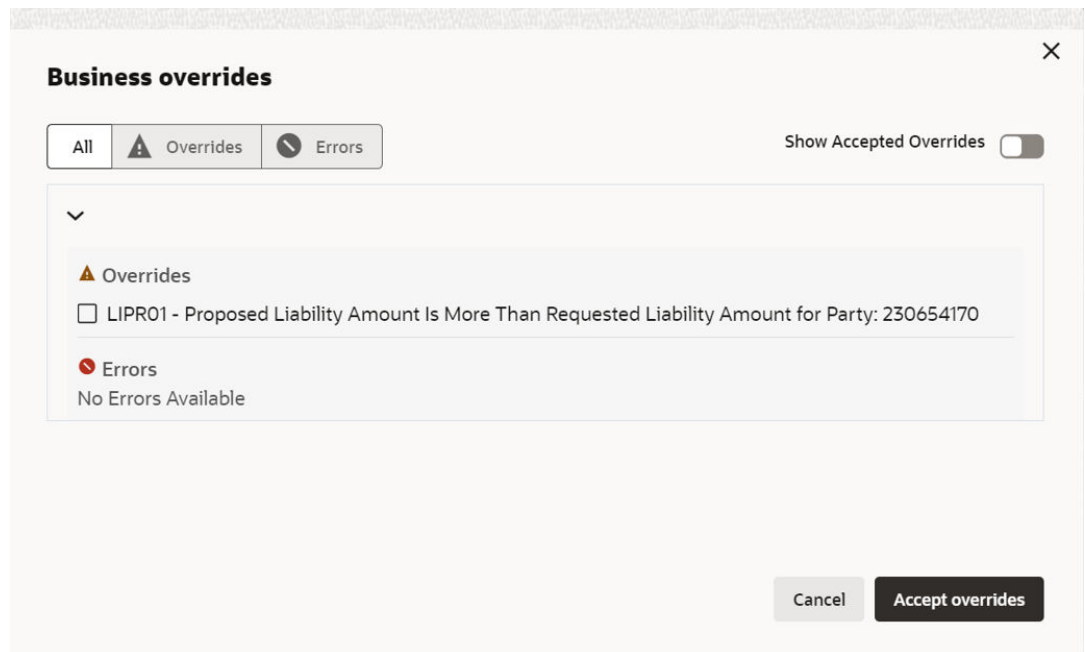 Business overrides
All Overrides Errors
Show Accepted Overrides
Overrides
LIPR01 - Proposed Liability Amount Is More Than Requested Liability Amount for Party: 230654170
Errors
No Errors Available
Cancel Accept overrides